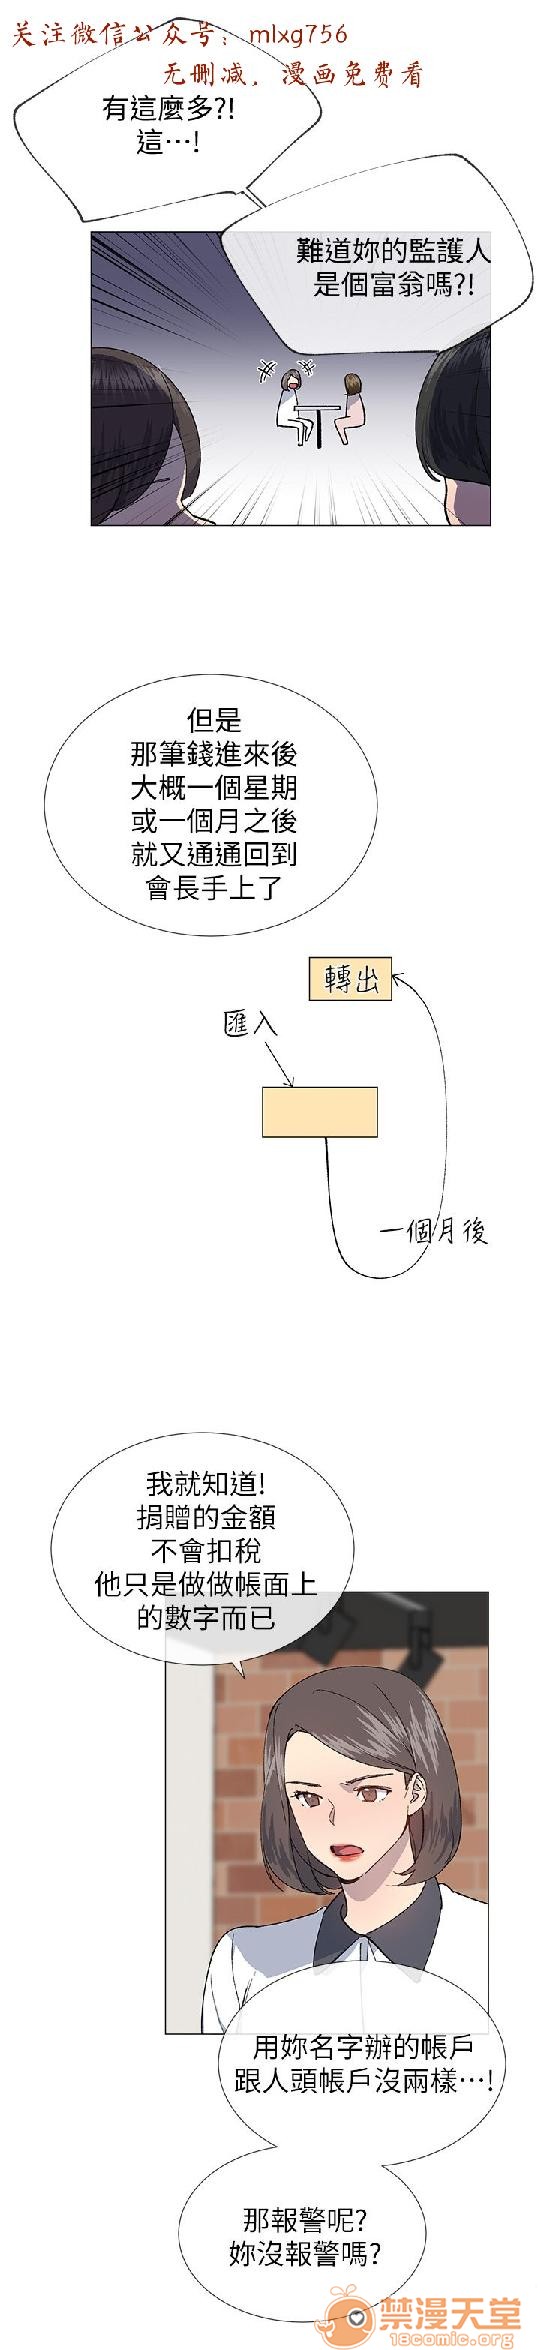 关注微信公众号：mlxg756
无删减，漫画免费看
有這麼多?!
這⋯!
難道妳的監護人
是個富翁嗎?!
但是
那筆錢進來後
大概一個星期
或一個月之後
就又通通回到
會長手上了
轉出
匯入
一個月後
我就知道!
捐贈的金額
不會扣稅
他只是做做帳面上
的數字而已
用妳名字辦的帳戶
跟人頭帳戶沒兩樣⋯!
那報警呢?
妳沒報警嗎?
禁漫天堂
18comic.org